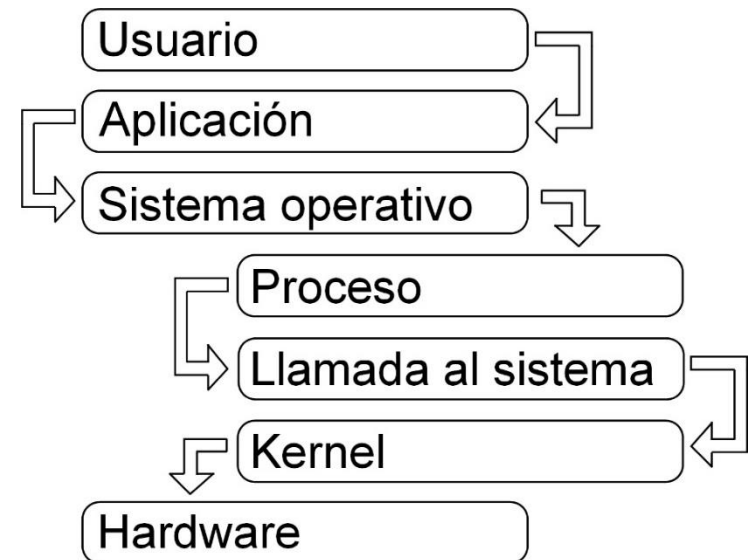 Usuario
Aplicación
Sistema operativo
Proceso
Llamada al sistema
Kernel
Hardware